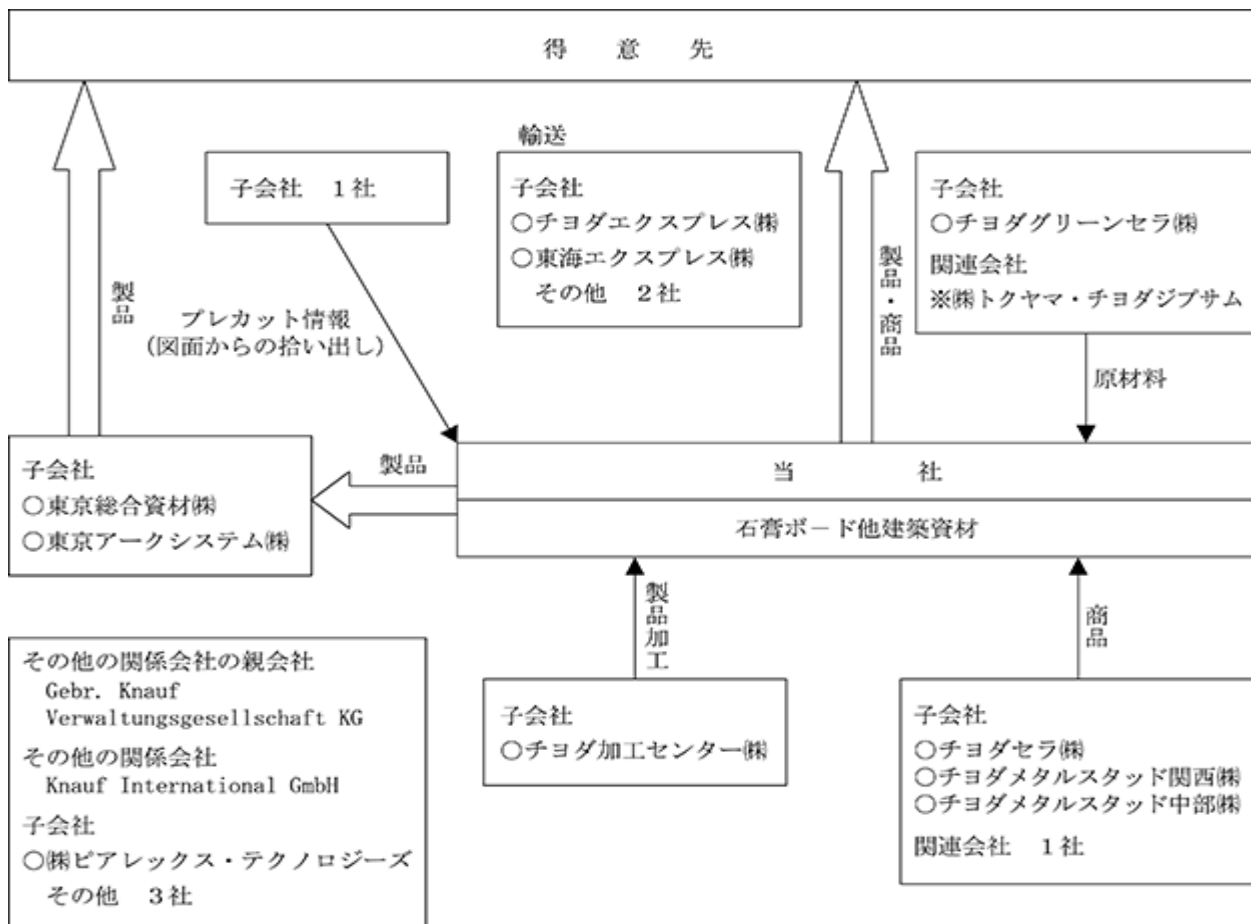 得意先
輸送
子会社 1社
子会社
○チヨダエクスプレス㈱
○東海エクスプレス㈱
その他 2社
子会社
○チヨダグリーンセラ㈱
関連会社
※㈱トクヤマ・チヨダジプサム
製品
プレカット情報
(図面からの拾い出し)
製品・商品
原材料
子会社
○東京総合資材㈱
○東京アークシステム㈱
製品
当社
石膏ボード他建築資材
製品加工
商品
その他の関係会社の親会社
Gebr. Knauf
Verwaltungsgesellschaft KG
その他の関係会社
Knauf International GmbH
子会社
○㈱ピアレックス・テクノロジーズ
その他 3社
子会社
○チヨダ加工センター㈱
子会社
○チヨダセラ㈱
○チヨダメタルスタッド関西㈱
○チヨダメタルスタッド中部㈱
関連会社 1社